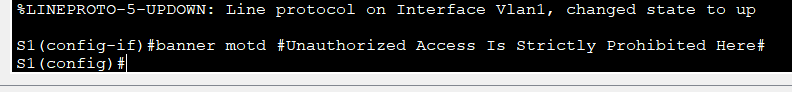 %LINEPROTO-5-UPDOWN: Line protocol on Interface Vlan1, changed state to up
S1(config-if)#banner motd #Unauthorized Access Is Strictly Prohibited Here#
S1(config)#